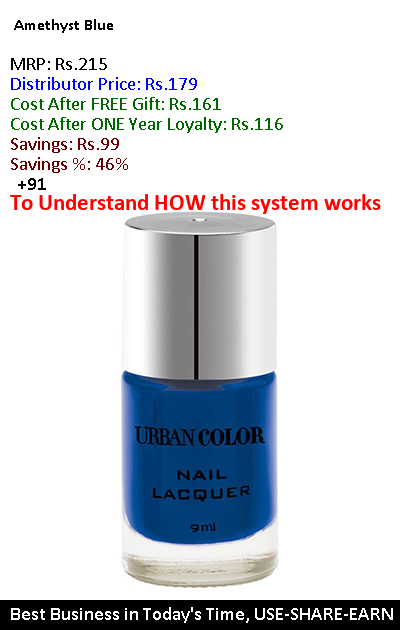 Amethyst Blue
MRP: Rs.215
Distributor Price: Rs.179
Cost After FREE Gift: Rs.161
Cost After ONE Year Loyalty: Rs.116
Savings: Rs.99
Savings %: 46%
+91
To Understand HOW this system works
URBAN COLOR
NAIL
LACQUER
9ml
Best Business in Today's Time, USE-SHARE-EARN